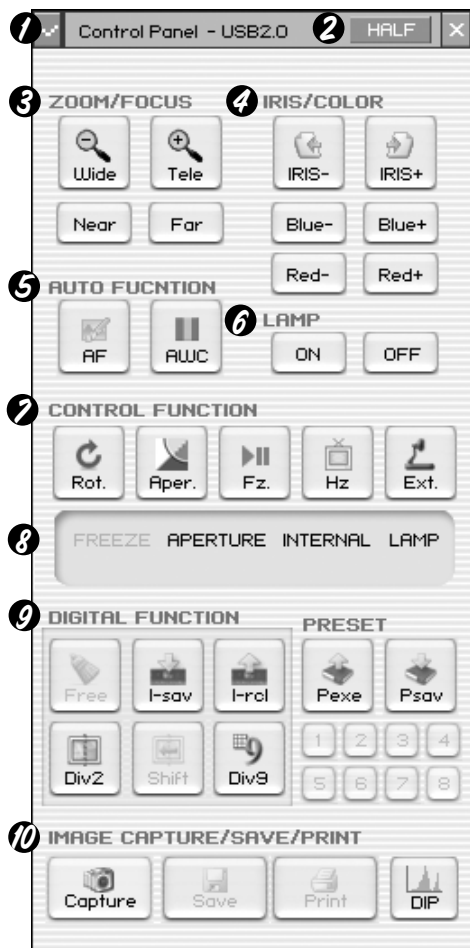 1 Control Panel - USB2.0 2 HALF
3 ZOOM/FOCUS 4 IRIS/COLOR
Wide Tele IRIS- IRIS+
Near Far Blue- Blue+
Red- Red+
5 AUTO FUCNTION 6 LAMP
AF AWC ON OFF
7 CONTROL FUNCTION
Rot. Aper. Fz. Hz Ext.
8 FREEZE APERTURE INTERNAL LAMP
9 DIGITAL FUNCTION PRESET
Free I-sav I-rcl Pexe Psav
1 2 3 4
Div2 Shift Div9 5 6 7 8
10 IMAGE CAPTURE/SAVE/PRINT
Capture Save Print DIP